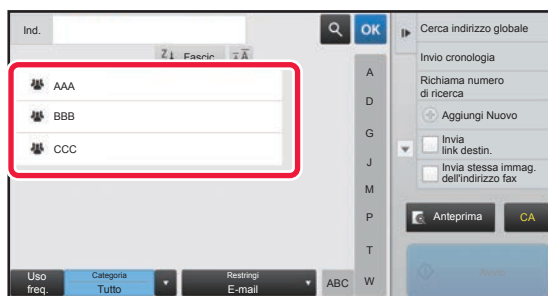 Ind.
OK
Fascic.
AAA
BBB
CCC
A
D
G
J
M
P
T
W
Uso
freq.
Categoria
Tutto
Restringi
E-mail
ABC
Cerca indirizzo globale
Invio cronologia
Richiama numero
di ricerca
Aggiungi Nuovo
Invia
link destin.
Invia stessa immag.
dell'indirizzo fax
Anteprima
CA